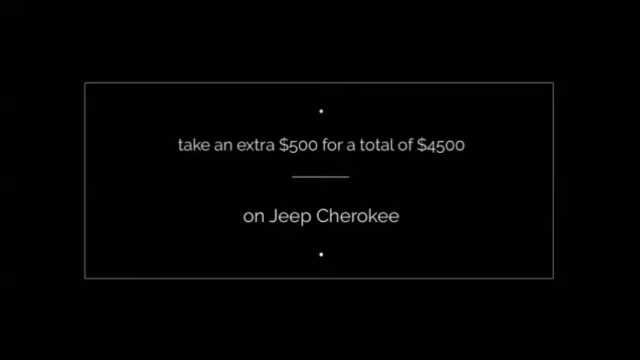 take an extra $500 for a total of $4500
on Jeep Cherokee